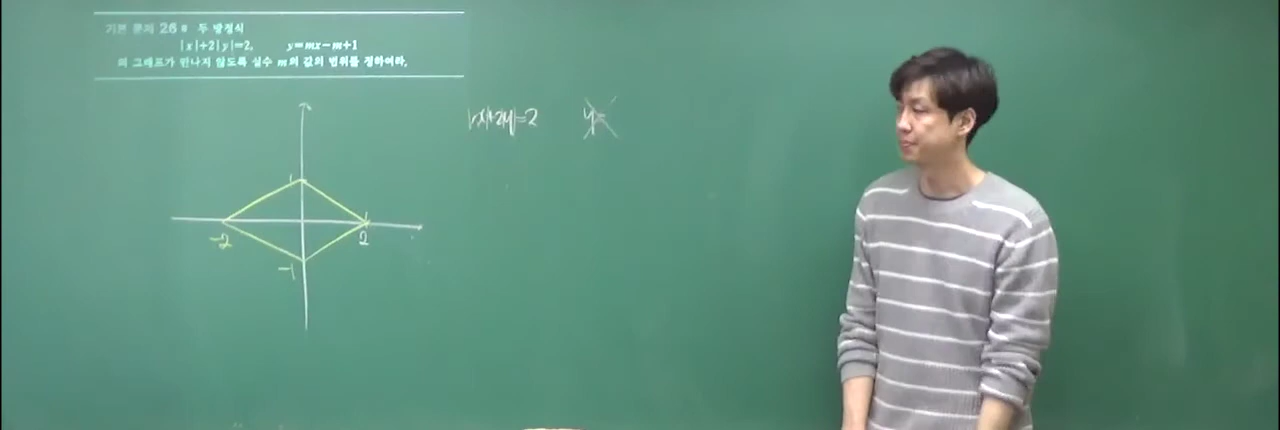 기본 문제 26 두 방정식
|x|+2|y|=2, y=mx−m+1
의 그래프가 만나지 않도록 실수 m의 값의 범위를 정하여라.
|x|+2|y|=2 y=
1
-2
2
-1